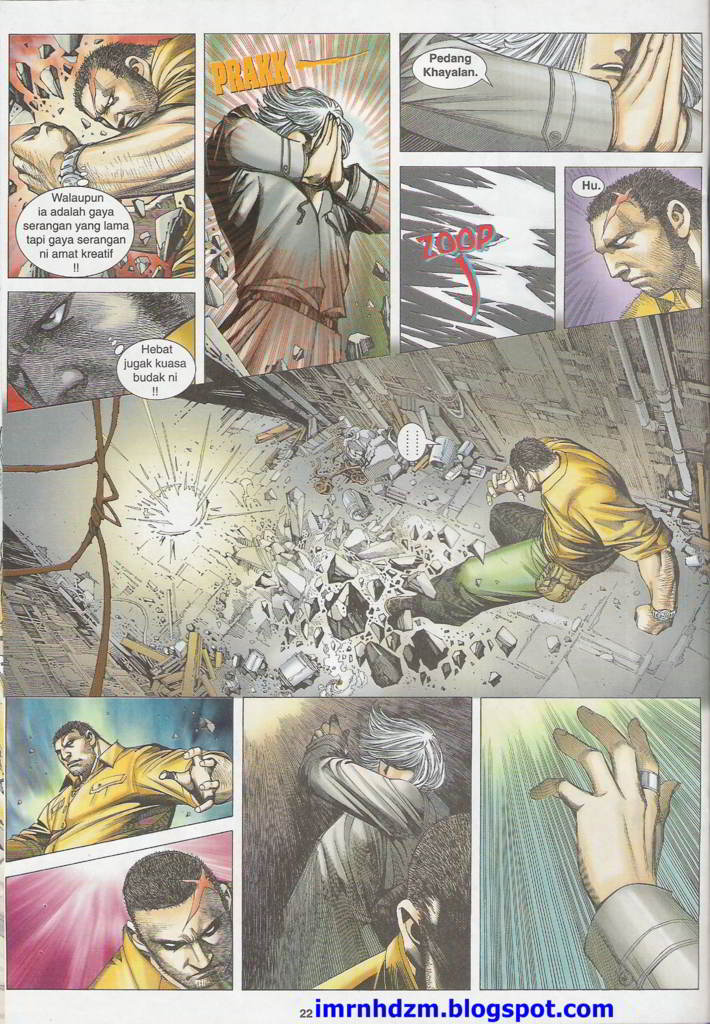 Walaupun
ia adalah gaya
serangan yang lama
tapi gaya serangan
ni amat kreatif
!!
PRAKK
Pedang
Khayalan.
ZOOP
Hu.
Hebat
jugak kuasa
budak ni
!!
......
22
imrnhdzm.blogspot.com